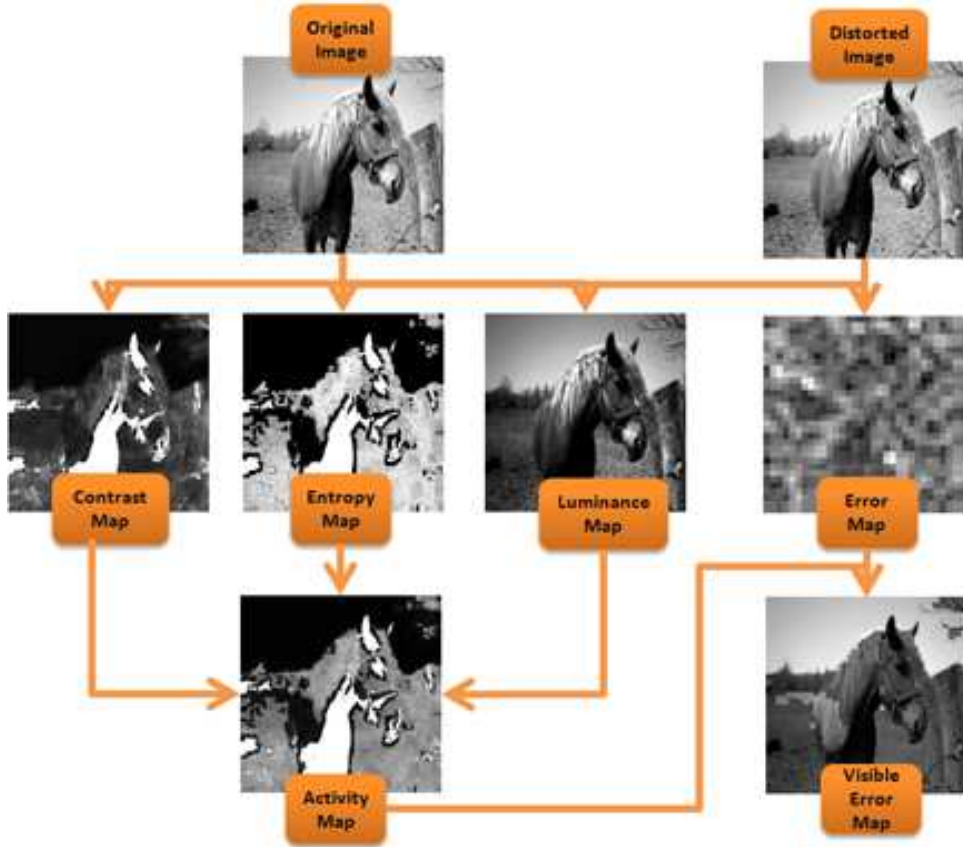 Original
Image
Distorted
Image
Contrast
Map
Entropy
Map
Luminance
Map
Error
Map
Activity
Map
Visible
Error
Map